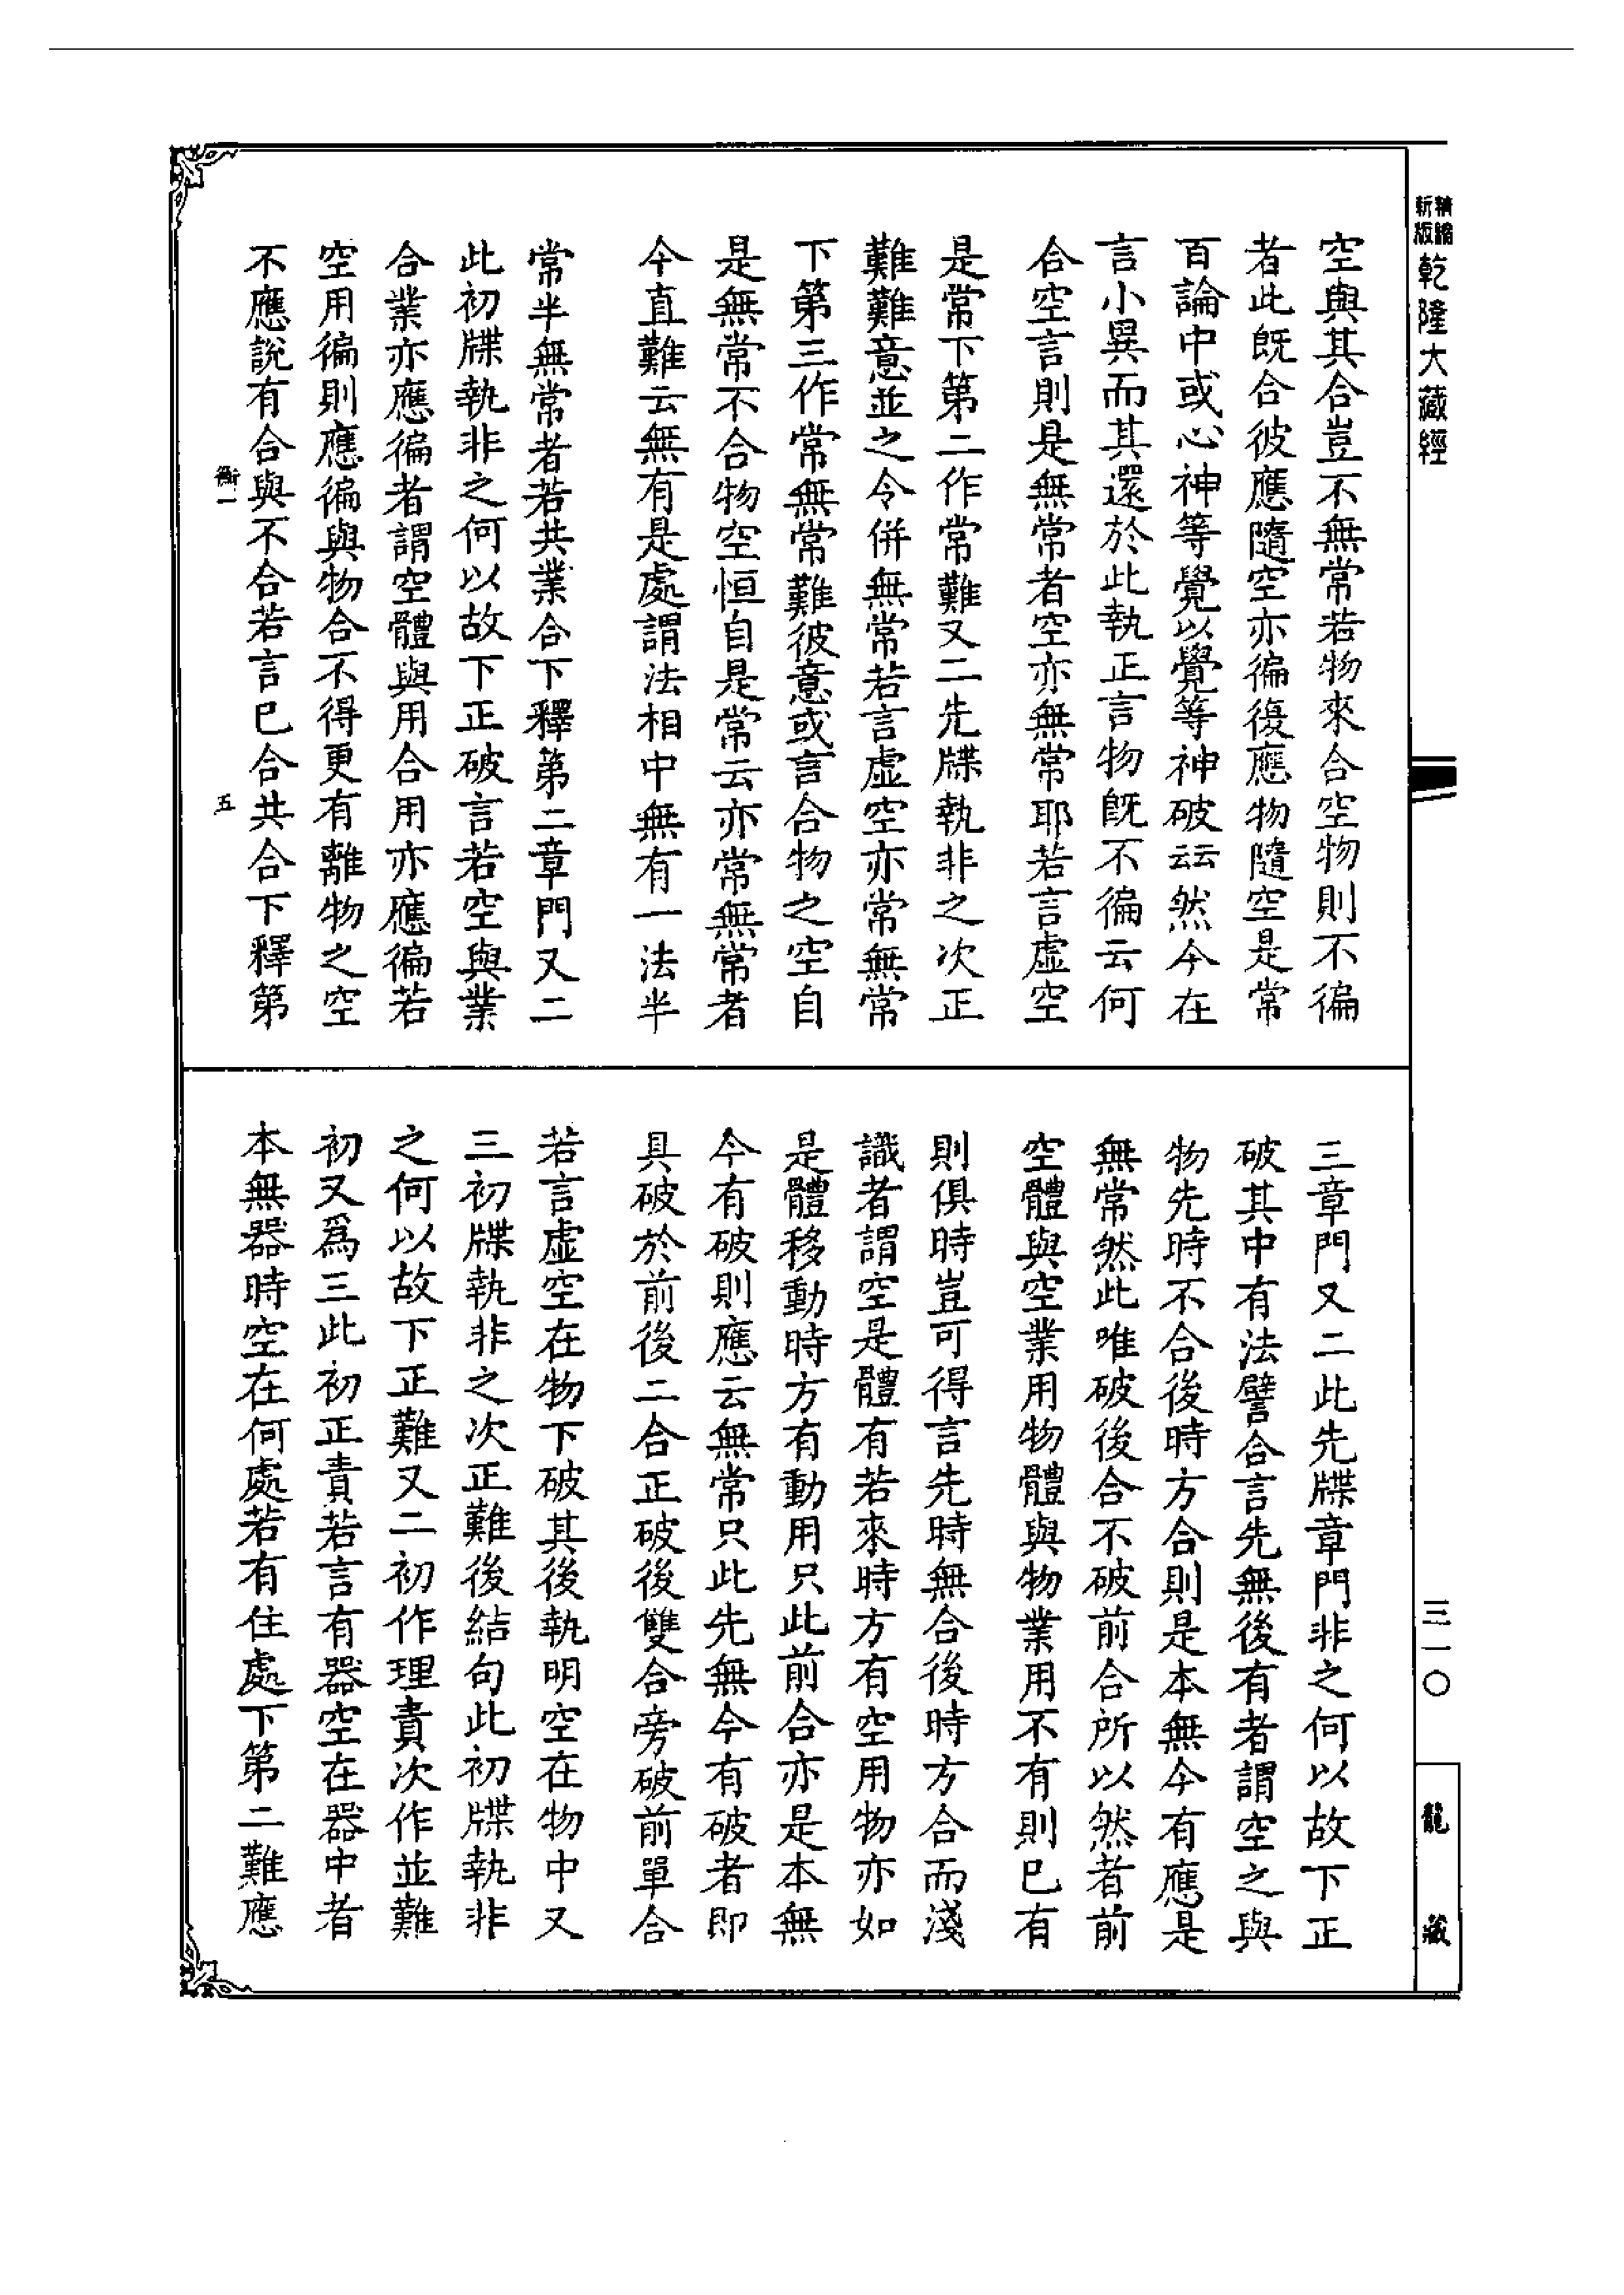 精縮
新版
乾隆大藏經
空與其合豈不無常若物來合空物則不徧
者此既合彼應隨空亦徧復應物隨空是常
百論中或心神等覺以覺等神破云然今在
言小異而其還於此執正言物既不徧云何
合空言則是無常者空亦無常耶若言虛空
是常下第二作常難又二先牒執非之次正
難難意並之令併無常若言虛空亦常無常
下第三作常無常難彼意或言合物之空自
是無常不合物空恒自是常云亦常無常者
今直難云無有是處謂法相中無有一法半
常半無常者若共業合下釋第二章門又二
此初牒執非之何以故下正破言若空與業
合業亦應徧者謂空體與用合用亦應徧若
空用徧則應徧與物合不得更有離物之空
不應說有合與不合若言巳合共合下釋第
衡一
五
三章門又二此先牒章門非之何以故下正
破其中有法譬合言先無後有者謂空之與
物先時不合後時方合則是本無今有應是
無常然此唯破後合不破前合所以然者前
空體與空業用物體與物業用不有則巳有
則俱時豈可得言先時無合後時方合而淺
識者謂空是體有若來時方有空用物亦如
是體移動時方有動用只此前合亦是本無
今有破則應云無常只此先無今有破者即
具破於前後二合正破後雙合旁破前單合
若言虛空在物下破其後執明空在物中又
三初牒執非之次正難後結句此初牒執非
之何以故下正難又二初作理責次作並難
初又爲三此初正責若言有器空在器中者
本無器時空在何處若有住處下第二難應
三一〇
龍藏